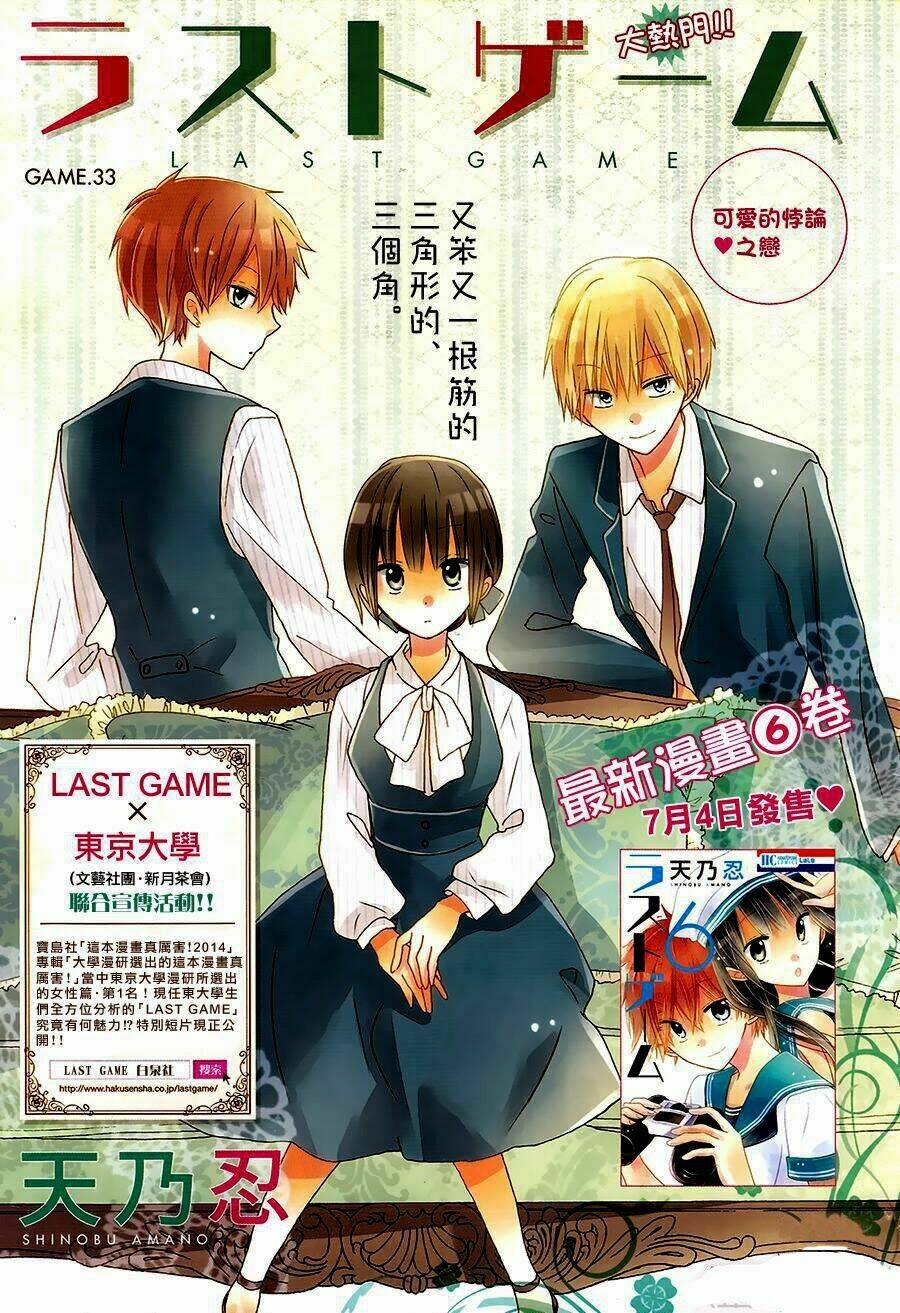 ラストゲーム
大熱門!!
LAST GAME
GAME.33
可愛的悖論
♥之戀
又笨又一根筋的
三角形的、
三個角。
最新漫畫⑥卷
7月4日發售♥
LAST GAME
×
東京大學
(文藝社團·新月茶會)
聯合宣傳活動!!
寶島社「這本漫畫真厲害!2014」
專輯「大學漫研選出的這本漫畫真
厲害!」當中東京大學漫研所選出
的女性篇·第1名！現任東大學生
們全方位分析的「LAST GAME」
究竟有何魅力!?特別短片現正公
開!!
LAST GAME 白泉社 搜索
http://www.hakusensha.co.jp/lastgame/
天乃忍
SHINOBU AMANO
HC
LaLa
ラストゲーム
6
天乃忍
SHINOBU AMANO